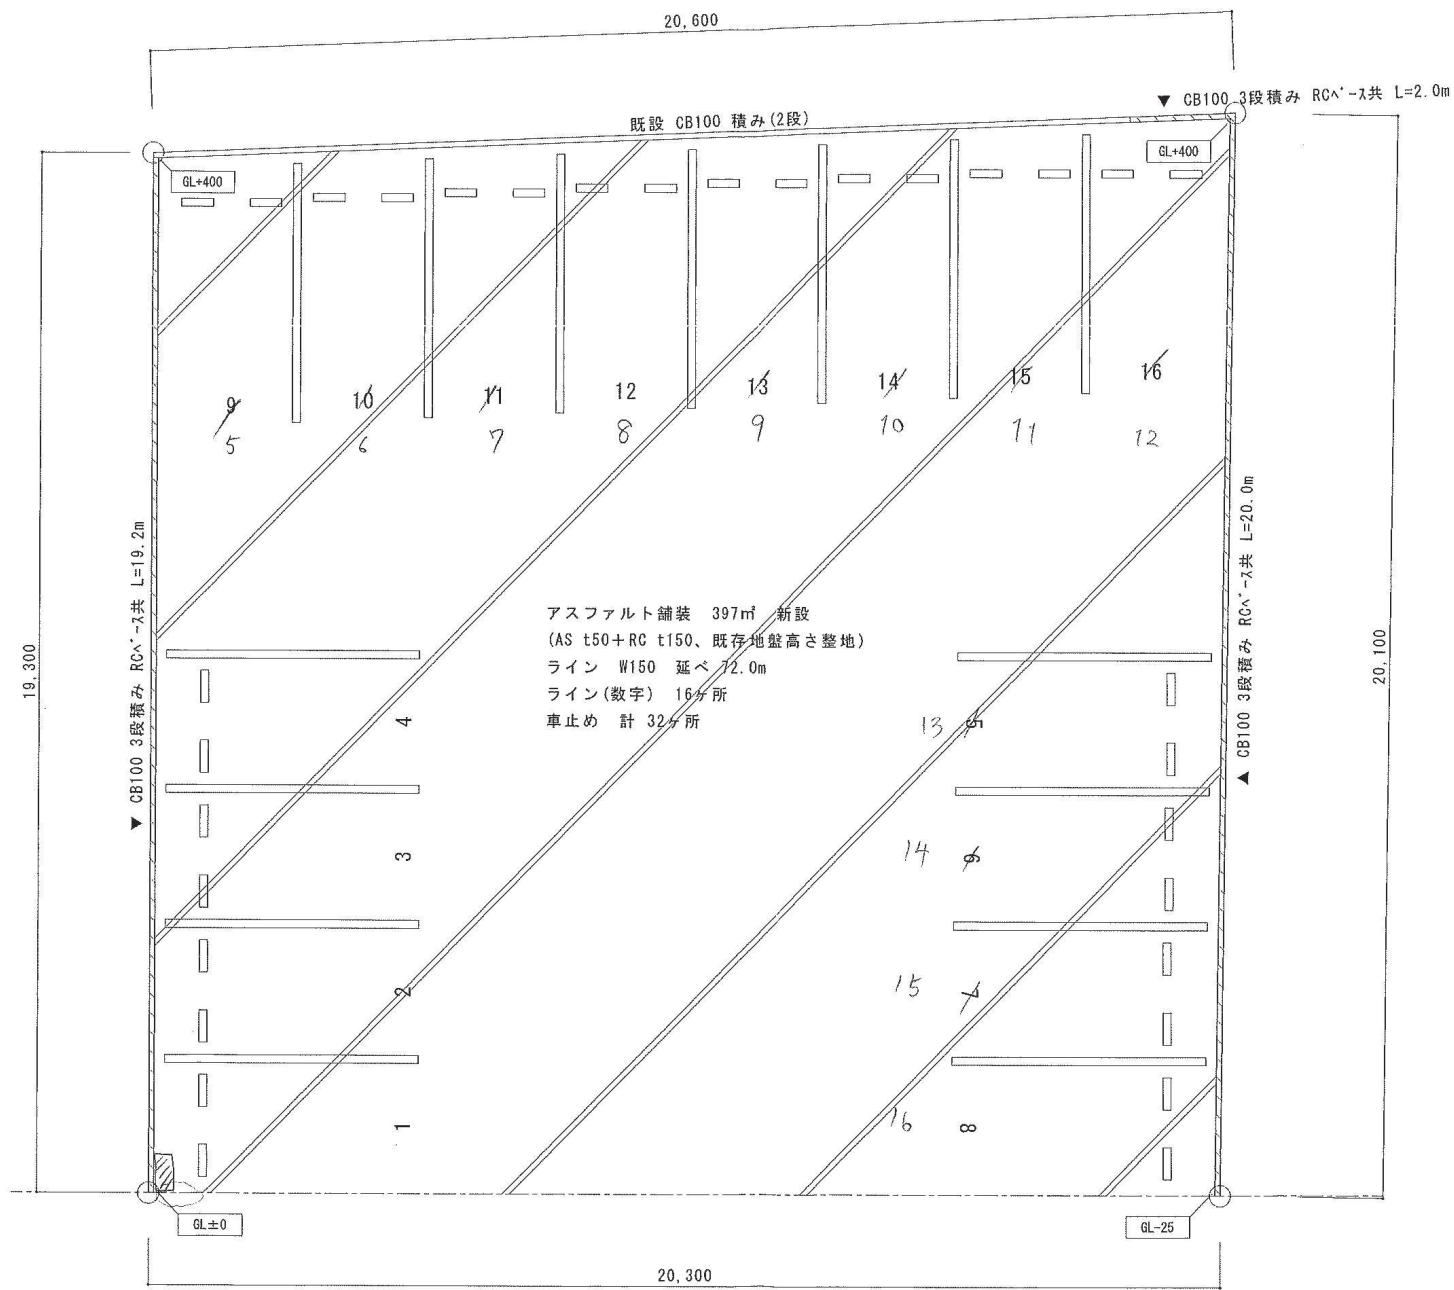 20,600
▼ CB100 3段積み RCベース共 L=2.0m
既設 CB100 積み(2段)
GL+400
GL+400
9 10 11 12 13 14 15 16
5 6 7 8 9 10 11 12
▼ CB100 3段積み RCベース共 L=19.2m
19,300
アスファルト舗装 397㎡ 新設
(AS t50+RC t150、既存地盤高さ整地)
ライン W150 延べ 72.0m
ライン(数字) 16ヶ所
車止め 計 32ヶ所
▲ CB100 3段積み RCベース共 L=20.0m
20,100
4
13 5
3
14 6
2
15 7
1
16 8
GL±0
GL-25
20,300